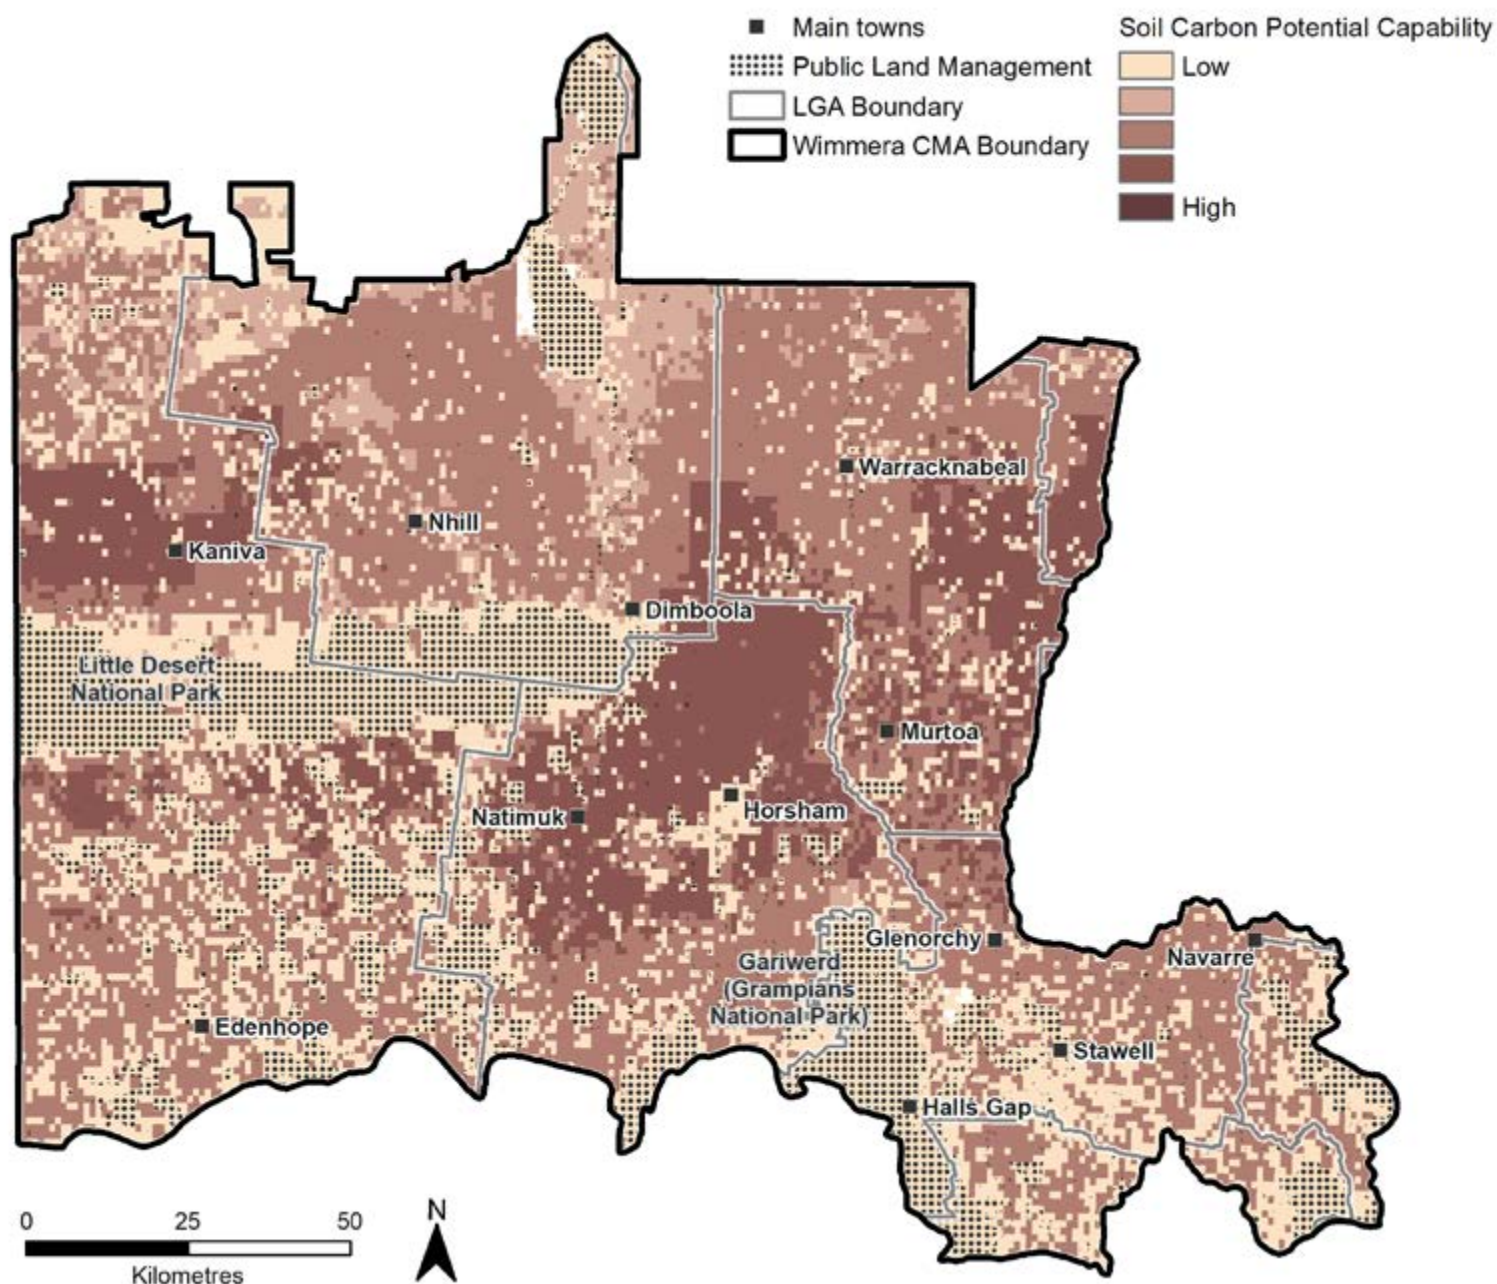 Main towns
Public Land Management
LGA Boundary
Wimmera CMA Boundary
Soil Carbon Potential Capability
Low
High
Warracknabeal
Nhill
Kaniva
Dimboola
Little Desert
National Park
Murtoa
Horsham
Natimuk
Glenorchy
Navarre
Gariwerd
(Grampians
National Park)
Edenhope
Stawell
Halls Gap
0 25 50
Kilometres
N